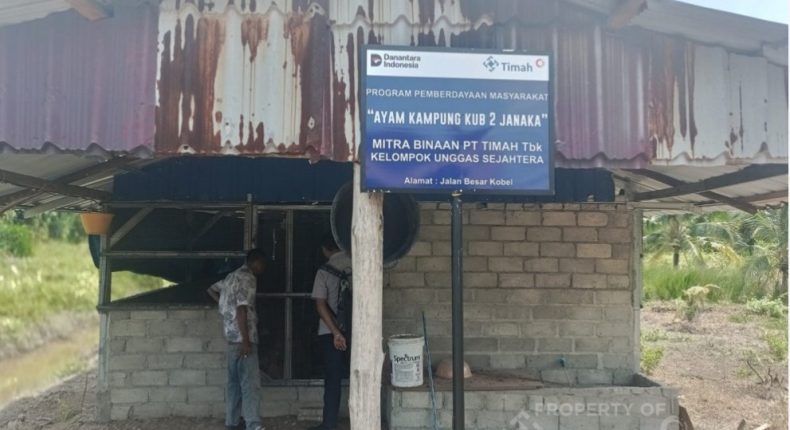 Danantara
Indonesia
Timah
PROGRAM PEMBERDAYAAN MASYARAKAT
"AYAM KAMPUNG KUB 2 JANAKA"
MITRA BINAAN PT TIMAH Tbk
KELOMPOK UNGGAS SEJAHTERA
Alamat : Jalan Besar Kobel
Spectrum
PROPERTY OF